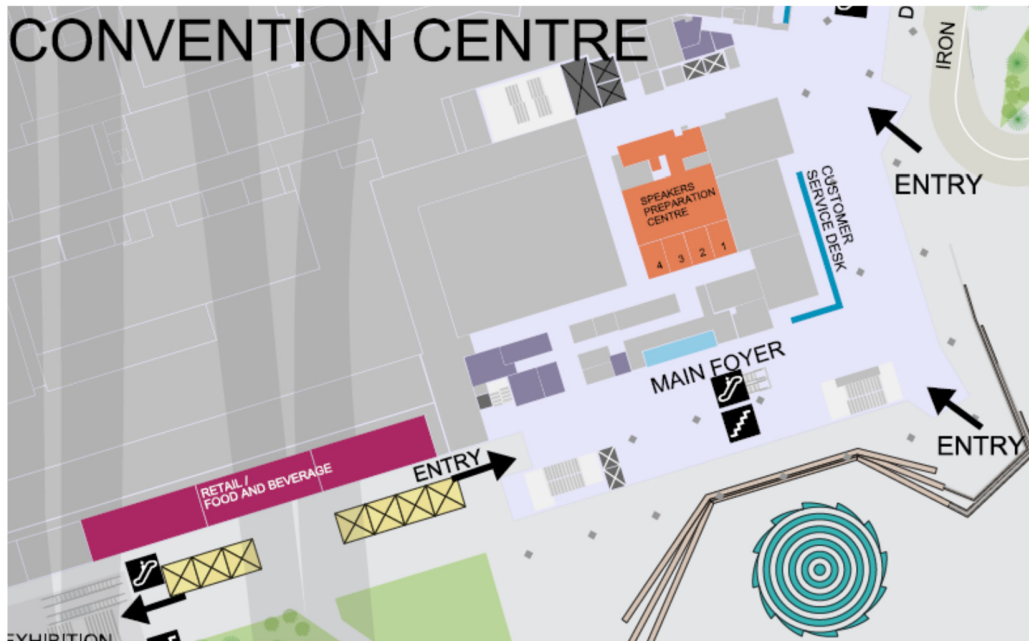 CONVENTION CENTRE
D
IRON
ENTRY
SPEAKERS
PREPARATION
CENTRE
4 3 2 1
CUSTOMER
SERVICE DESK
MAIN FOYER
ENTRY
RETAIL /
FOOD AND BEVERAGE
ENTRY
EXHIBITION